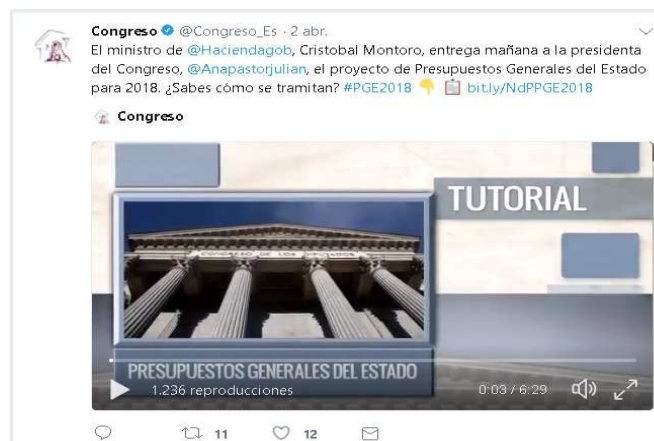 Congreso @Congreso_Es · 2 abr.
El ministro de @Haciendagob, Cristobal Montoro, entrega mañana a la presidenta
del Congreso, @Anapastorjulian, el proyecto de Presupuestos Generales del Estado
para 2018. ¿Sabes cómo se tramitan? #PGE2018 👇 📋 bit.ly/NdPPGE2018
Congreso
TUTORIAL
CONGRESO DE LOS DIPUTADOS
PRESUPUESTOS GENERALES DEL ESTADO
1.236 reproducciones
0:03 / 6:29
11
12